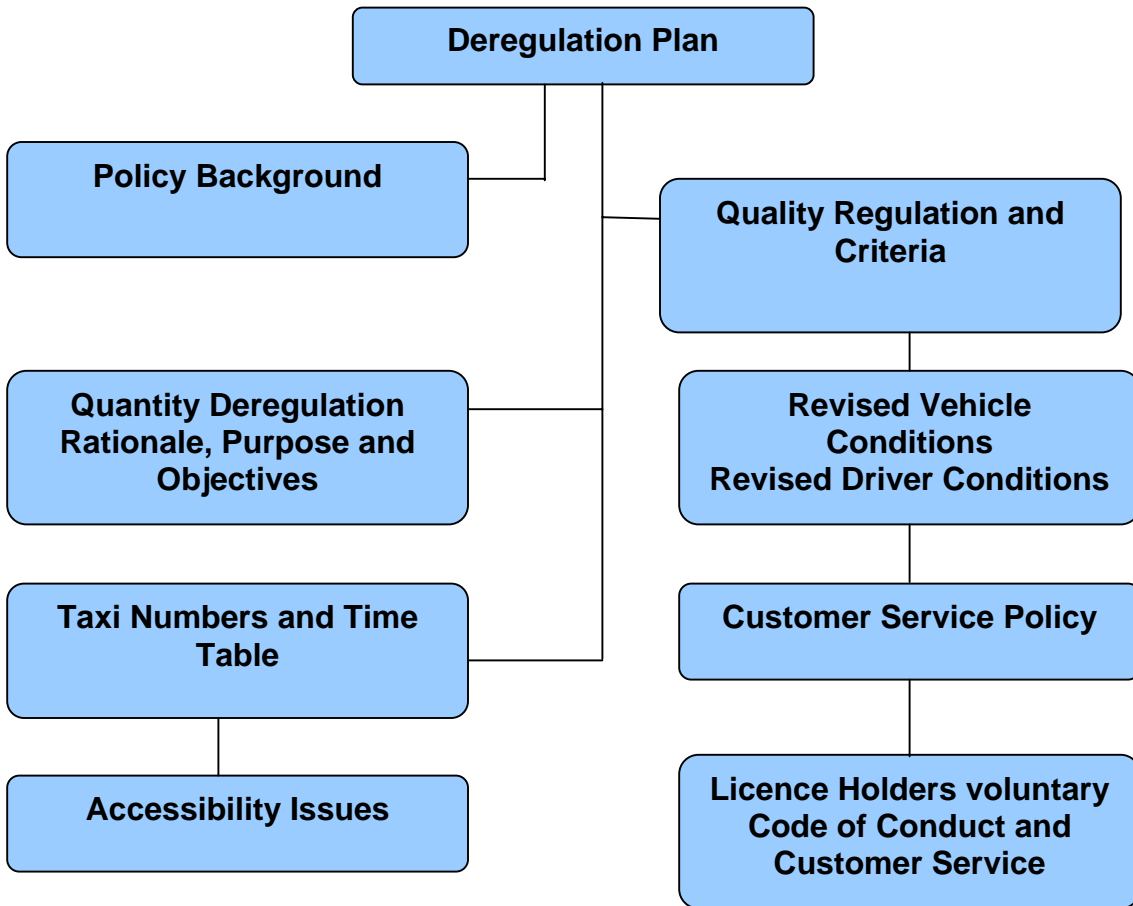 Deregulation Plan
Policy Background
Quality Regulation and
Criteria
Quantity Deregulation
Rationale, Purpose and
Objectives
Revised Vehicle
Conditions
Revised Driver Conditions
Taxi Numbers and Time
Table
Customer Service Policy
Accessibility Issues
Licence Holders voluntary
Code of Conduct and
Customer Service